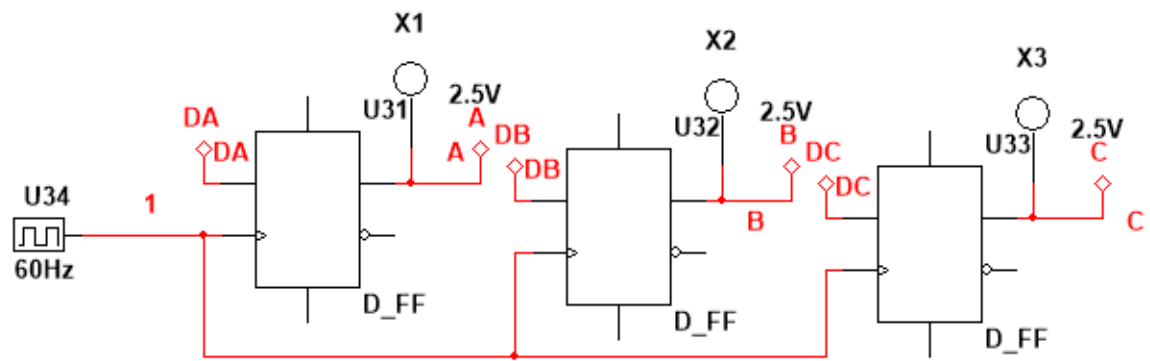 X1
X2
X3
U31
2.5V
A
DA
DA
A
DB
DB
U32
2.5V
B
B
DC
DC
U33
2.5V
C
C
U34
1
60Hz
D_FF
D_FF
D_FF